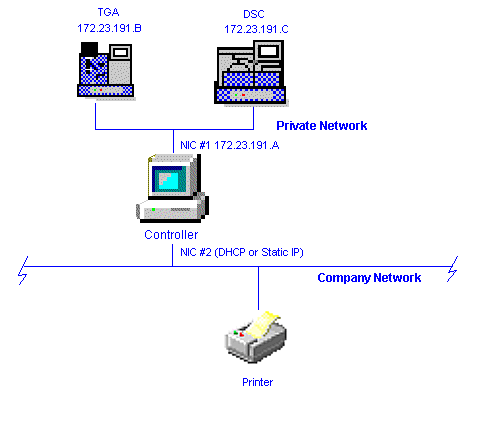 TGA
172.23.191.B
DSC
172.23.191.C
Private Network
NIC #1 172.23.191.A
Controller
NIC #2 (DHCP or Static IP)
Company Network
Printer